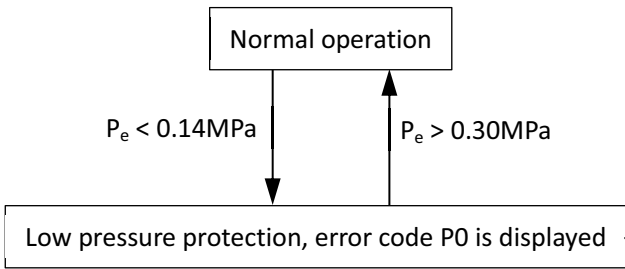 Normal operation
Pₑ < 0.14MPa
Pₑ > 0.30MPa
Low pressure protection, error code P0 is displayed